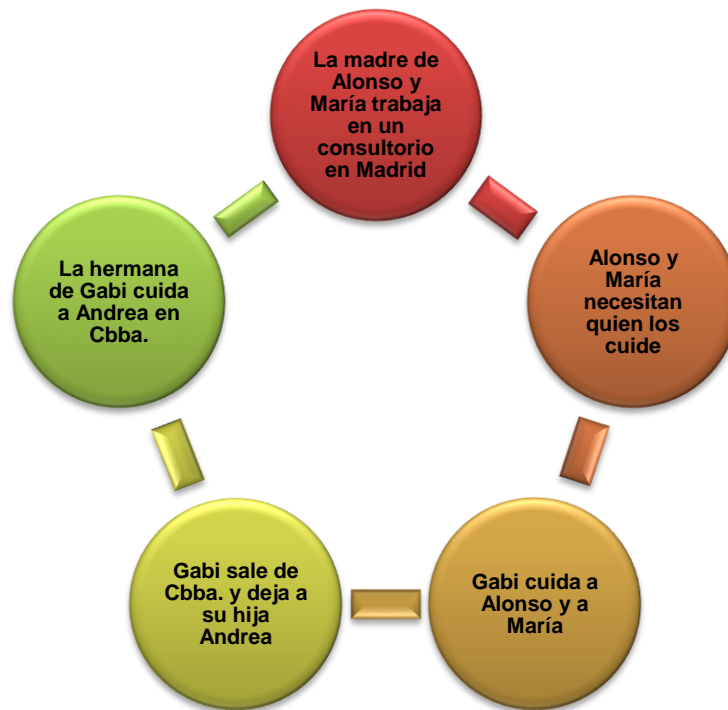 La madre de
Alonso y
María trabaja
en un
consultorio
en Madrid
Alonso y
María
necesitan
quien los
cuide
Gabi cuida a
Alonso y a
María
Gabi sale de
Cbba. y deja a
su hija
Andrea
La hermana
de Gabi cuida
a Andrea en
Cbba.